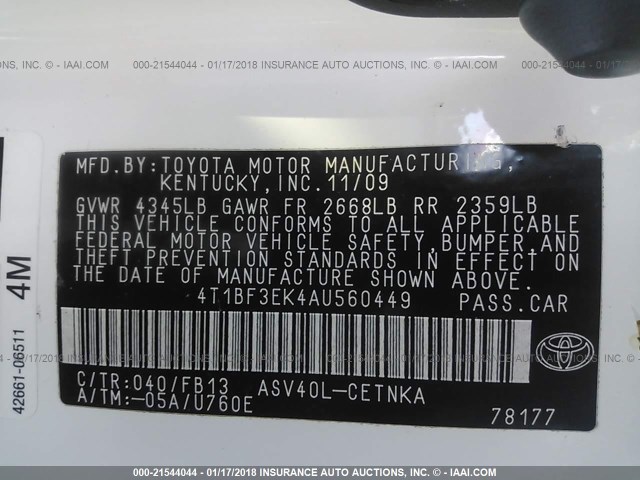 000-21544044 - 01/17/2018 INSURANCE AUTO AUCTIONS, INC. © - IAAI.COM
MFD.BY: TOYOTA MOTOR MANUFACTURING,
KENTUCKY, INC. 11/09
GVWR 4345LB GAWR FR 2668LB RR 2359LB
THIS VEHICLE CONFORMS TO ALL APPLICABLE
FEDERAL MOTOR VEHICLE SAFETY, BUMPER, AND
THEFT PREVENTION STANDARDS IN EFFECT ON
THE DATE OF MANUFACTURE SHOWN ABOVE.
4T1BF3EK4AU560449 PASS.CAR
C/TR: 040/FB13 ASV40L-CETNKA
A/TM: -05A/U760E
78177
4M
42661-06511
000-21544044 - 01/17/2018 INSURANCE AUTO AUCTIONS, INC. © - IAAI.COM